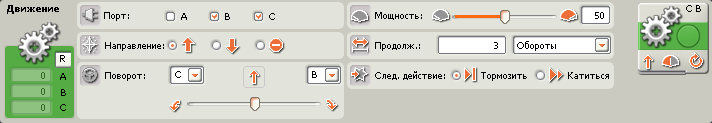 Движение
Порт: A B C
Мощность: 50
C B
Направление:
Продолж.: 3 Обороты
R
0 A
0 B
0 C
Поворот: C B
След. действие: Тормозить Катиться